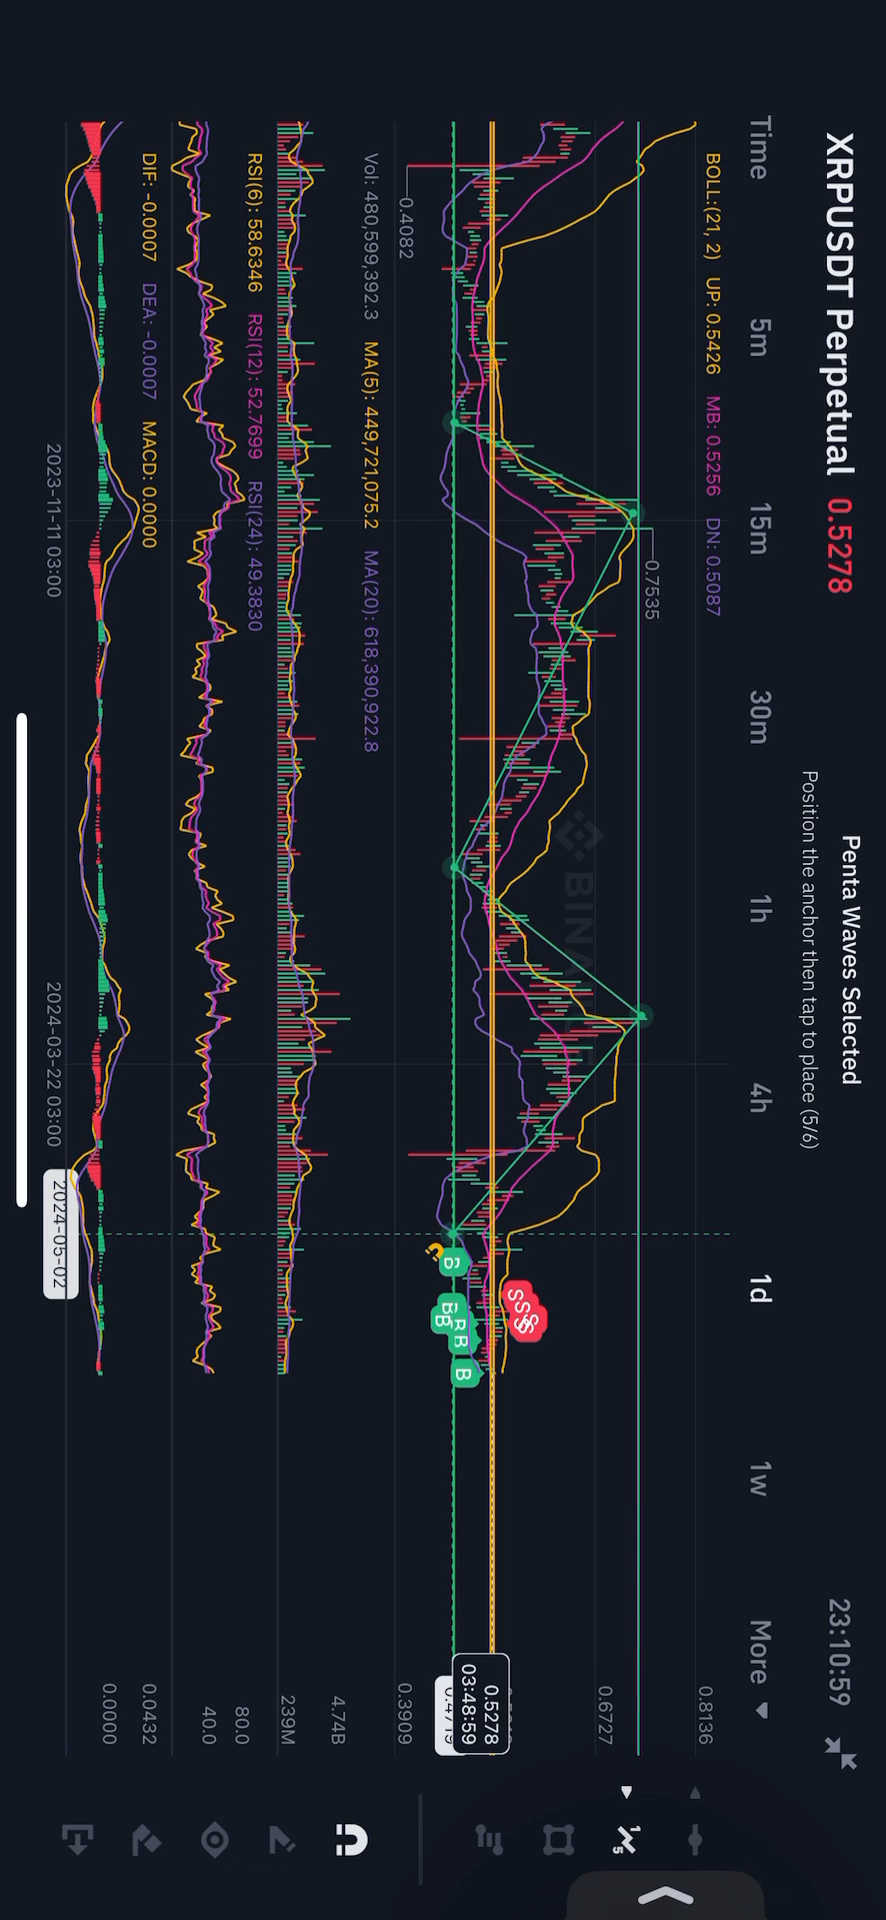 XRPUSDT Perpetual 0.5278
Penta Waves Selected
Position the anchor then tap to place (5/6)
23:10:59
Time 5m 15m 30m 1h 4h 1d 1w More
BOLL:(21, 2) UP: 0.5426 MB: 0.5256 DN: 0.5087
0.8136
0.7535
0.6727
0.5278
03:48:59
0.4082
0.3909
S
S
S
S
B
B
B
B
B
B
BINA
Vol: 480,599,392.3 MA(5): 449,721,075.2 MA(20): 618,390,922.8
4.74B
239M
RSI(6): 58.6346 RSI(12): 52.7699 RSI(24): 49.3830
80.0
40.0
DIF: -0.0007 DEA: -0.0007 MACD: 0.0000
0.0432
0.0000
2023-11-11 03:00
2024-03-22 03:00
2024-05-02
1
5